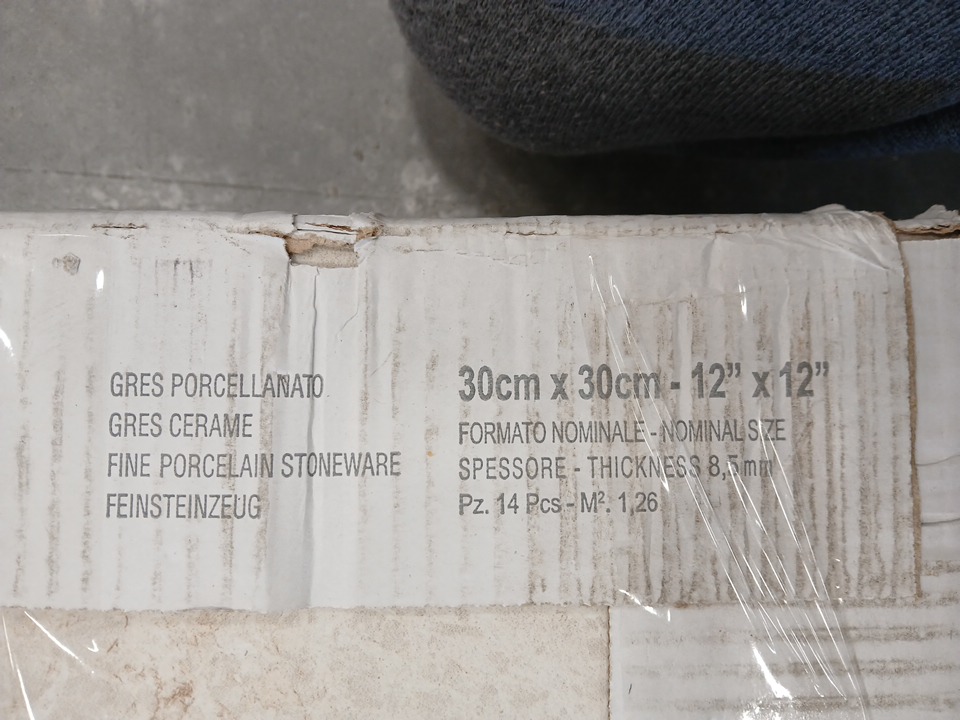 GRES PORCELLANATO
GRES CERAME
FINE PORCELAIN STONEWARE
FEINSTEINZEUG
30cm x 30cm - 12" x 12"
FORMATO NOMINALE - NOMINAL SIZE
SPESSORE - THICKNESS 8,5 mm
Pz. 14 Pcs - M². 1,26